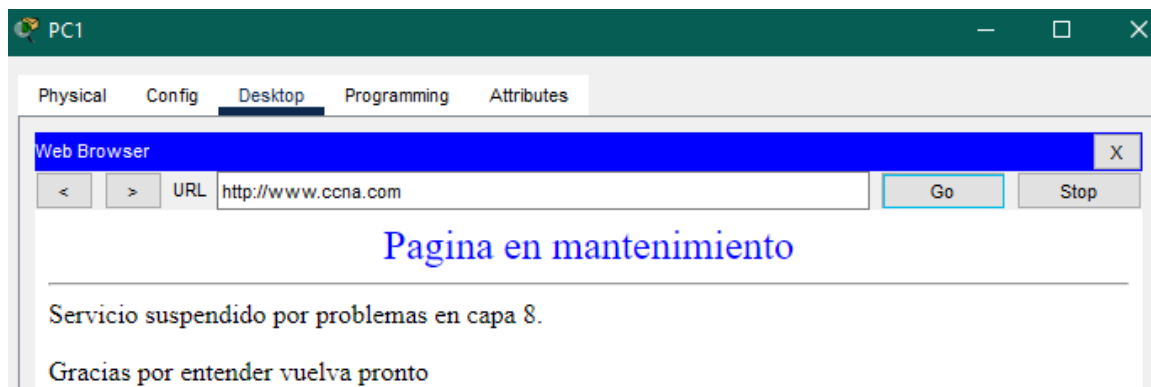 PC1
Physical Config Desktop Programming Attributes
Web Browser X
< > URL http://www.ccna.com Go Stop
Pagina en mantenimiento
Servicio suspendido por problemas en capa 8.
Gracias por entender vuelva pronto